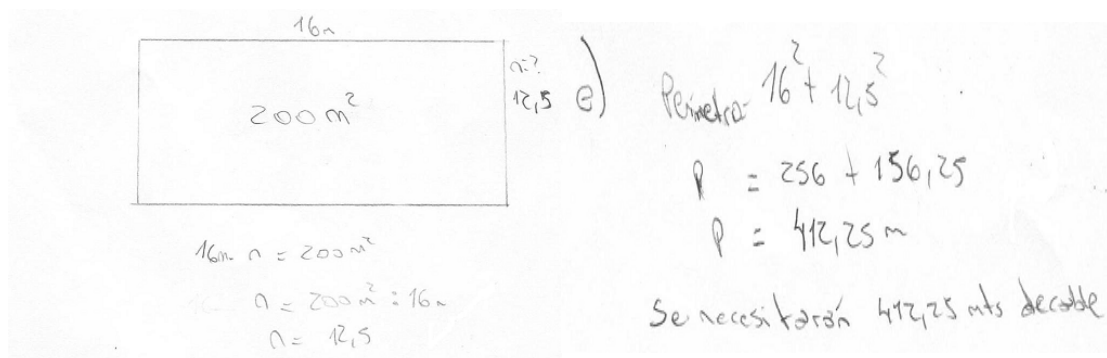 16m
n=?
12,5
200 m²
16m · n = 200 m²
n = 200 m² : 16m
n = 12,5
e) Perímetro = 16² + 12,5²
P = 256 + 156,25
P = 412,25 m
Se necesitarán 412,25 mts de cable